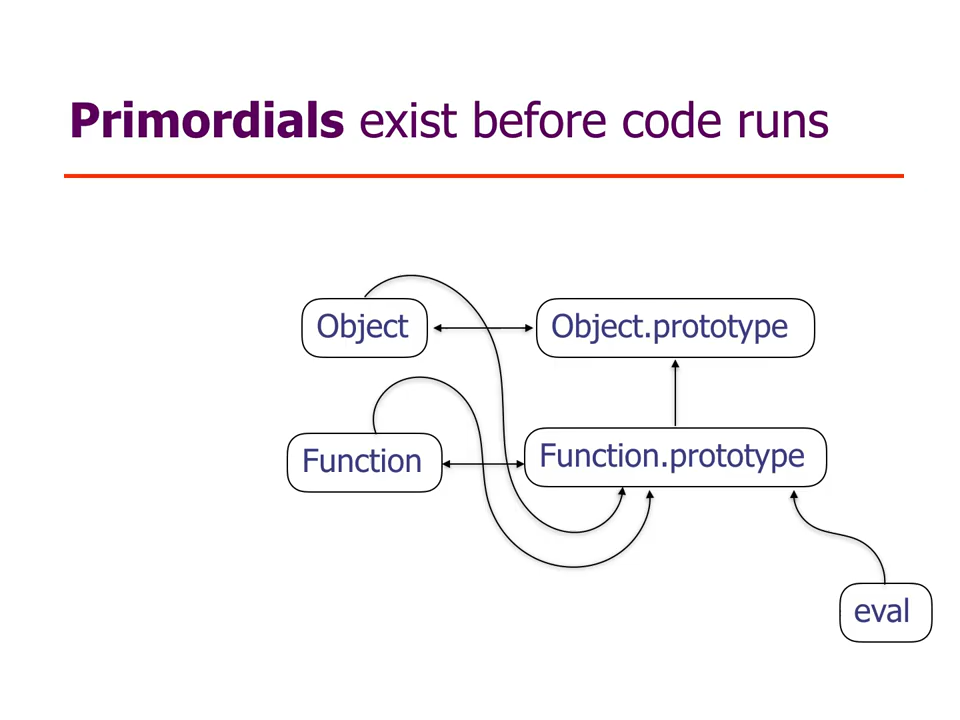 Primordials exist before code runs
Object
Object.prototype
Function
Function.prototype
eval